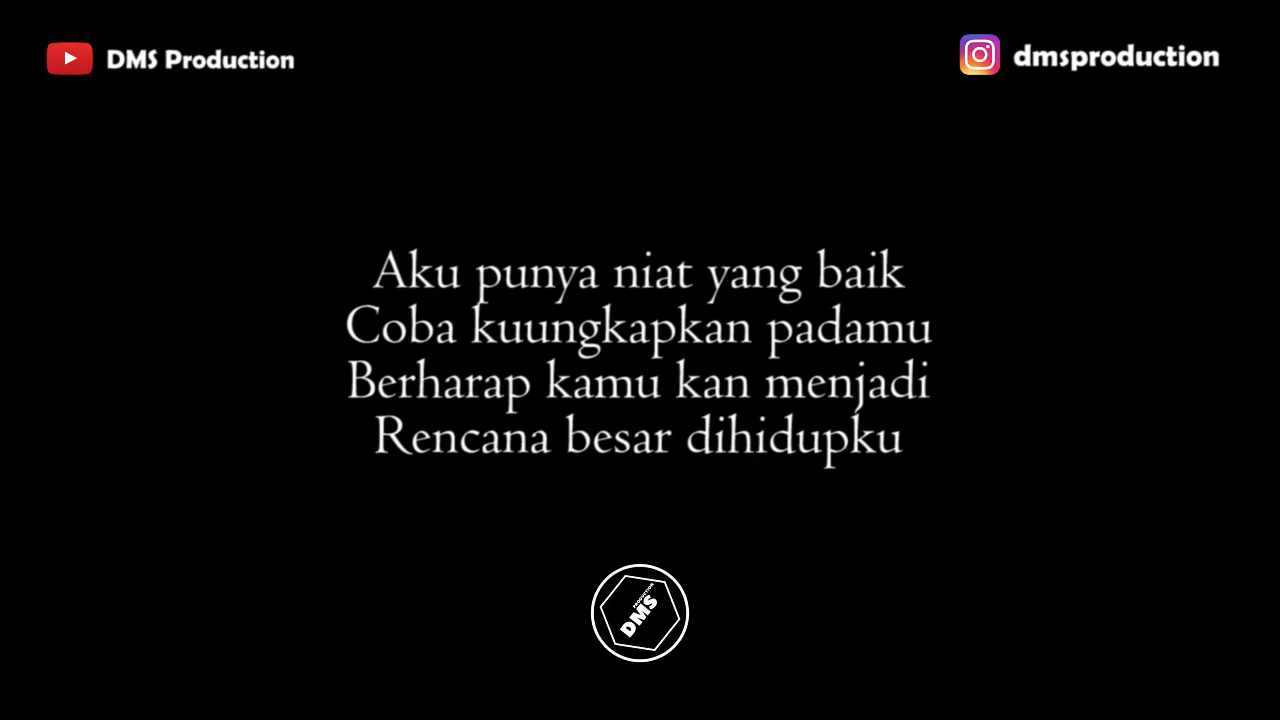 DMS Production
dmsproduction
Aku punya niat yang baik
Coba kuungkapkan padamu
Berharap kamu kan menjadi
Rencana besar dihidupku
PRODUCTION
DMS